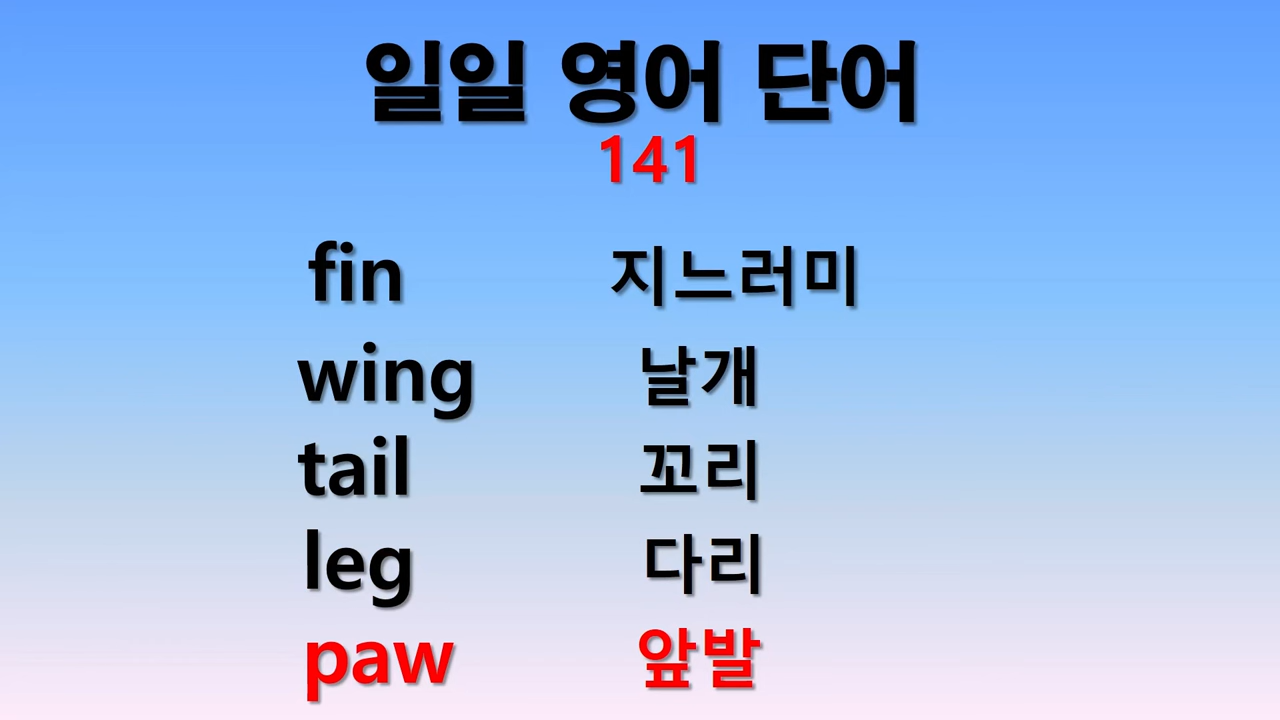 일일 영어 단어
141
fin 지느러미
wing 날개
tail 꼬리
leg 다리
paw 앞발